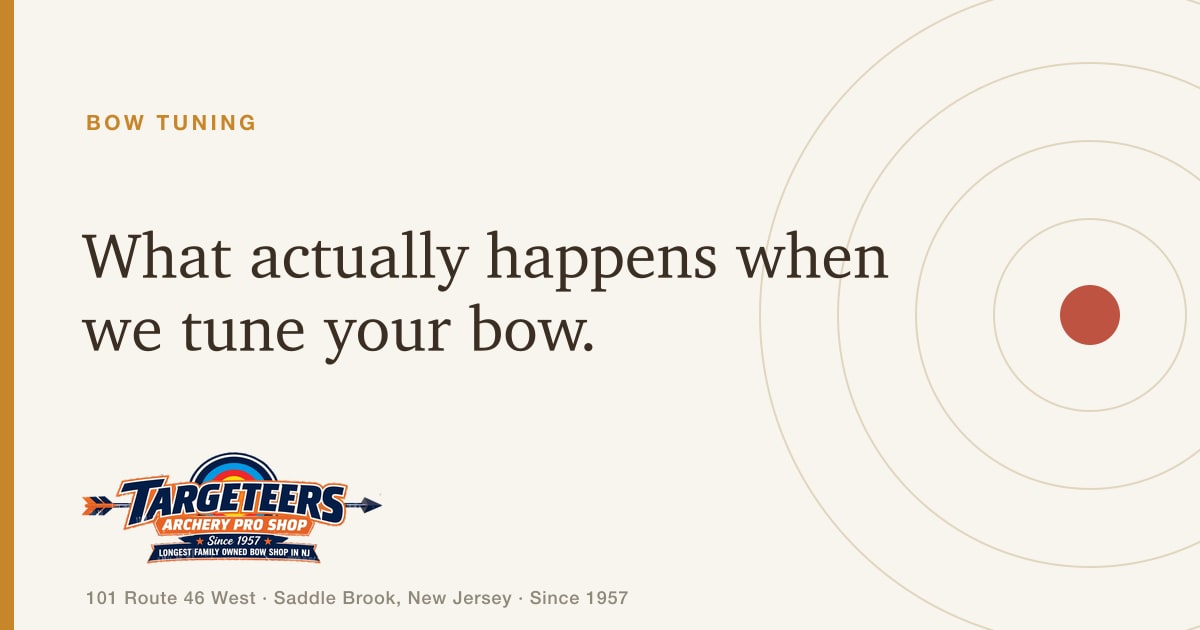 BOW TUNING
What actually happens when
we tune your bow.
TARGETEERS
ARCHERY PRO SHOP
★ Since 1957 ★
LONGEST FAMILY OWNED BOW SHOP IN NJ
101 Route 46 West · Saddle Brook, New Jersey · Since 1957